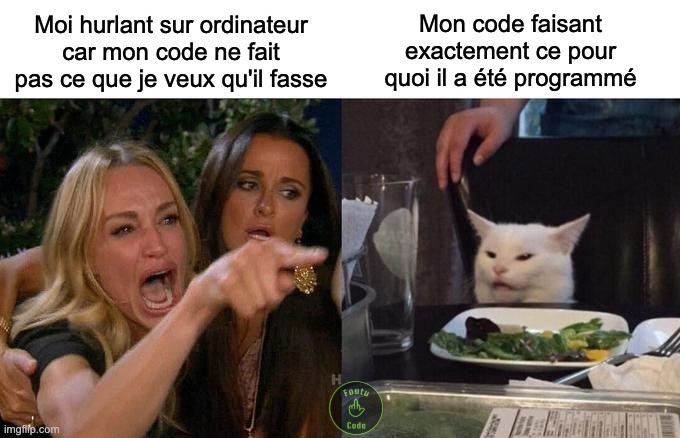 Moi hurlant sur ordinateur
car mon code ne fait
pas ce que je veux qu'il fasse
Mon code faisant
exactement ce pour
quoi il a été programmé
H
Foutu
Code
imgflip.com